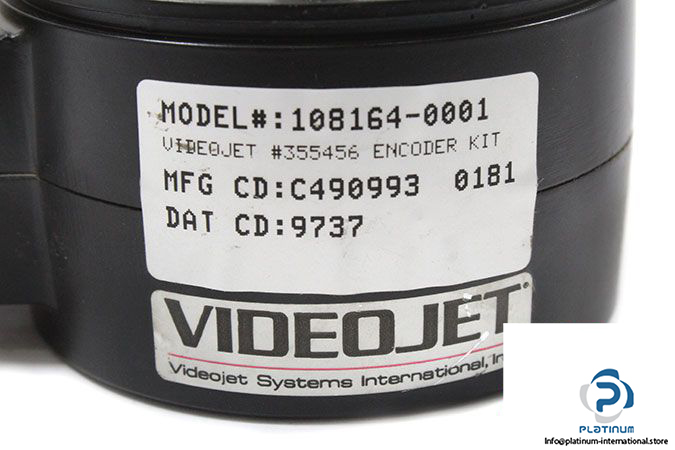 MODEL#:108164-0001
VIDEOJET #355456 ENCODER KIT
MFG CD:C490993 0181
DAT CD:9737
VIDEOJET
Videojet Systems International,
PLATINUM
Info@platinum-international.store